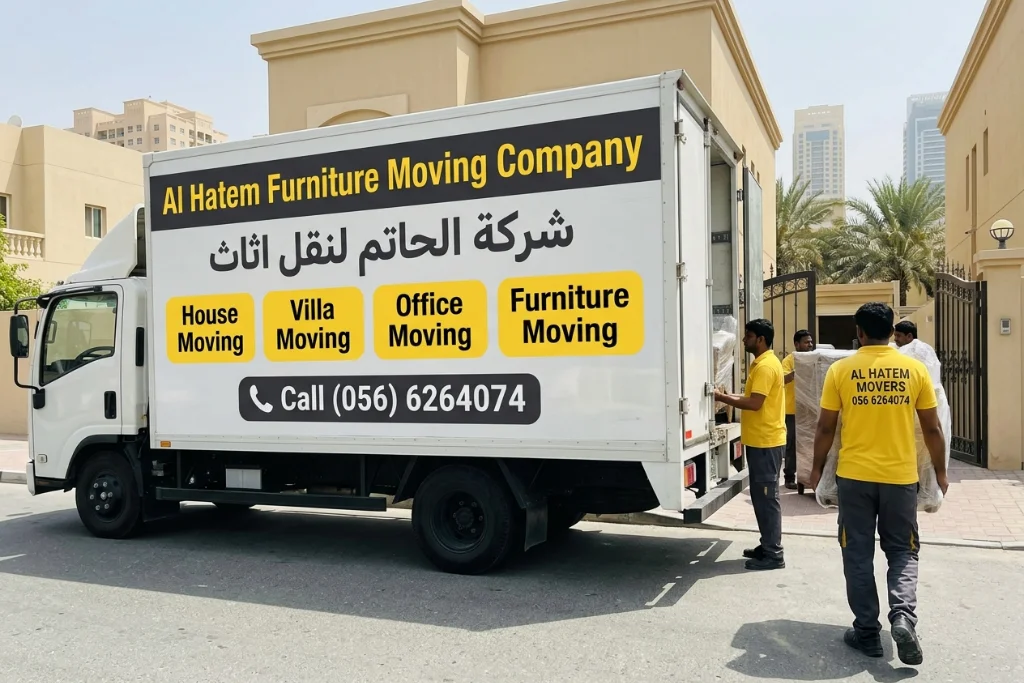 Al Hatem Furniture Moving Company
شركة الحاتم لنقل اثاث
House
Moving
Villa
Moving
Office
Moving
Furniture
Moving
Call (056) 6264074
AL HATEM
MOVERS
056 6264074